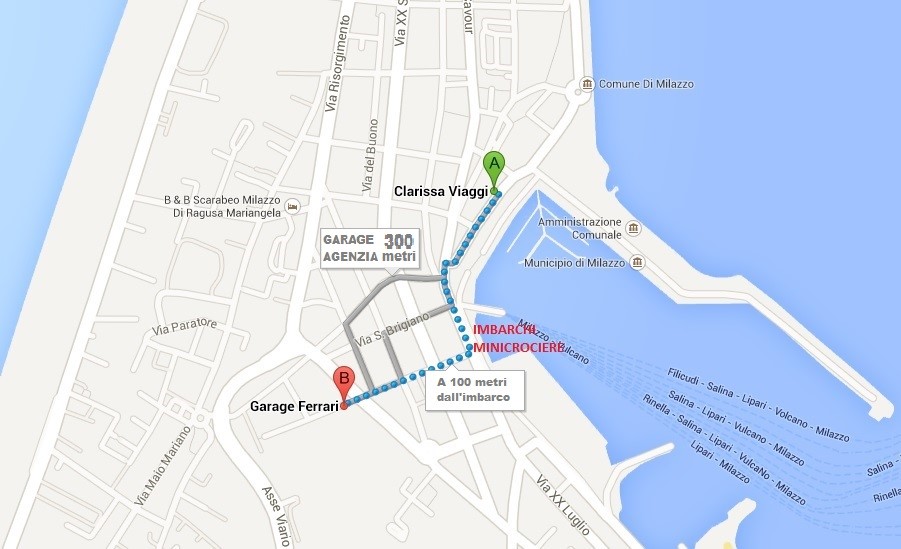 Via Risorgimento
Via XX S
avour
Comune Di Milazzo
Via del Buono
A
Clarissa Viaggi
B & B Scarabeo Milazzo
Di Ragusa Mariangela
Amministrazione
Comunale
Municipio di Milazzo
GARAGE 300
AGENZIA metri
Via Paratore
Via S. Brigiano
IMBARCHI
MINICROCIERE
Milazzo - Vulcano
B
Garage Ferrari
A 100 metri
dall'imbarco
Filicudi - Salina - Lipari - Volcano - Milazzo
Salina - Lipari - Vulcano - Milazzo
Rinella - Salina - Lipari - VulcaNo - Milazzo
Lipari - Milazzo
Salina -
Rinella
Via Maio Mariano
Asse Viario
Via XX Luglio